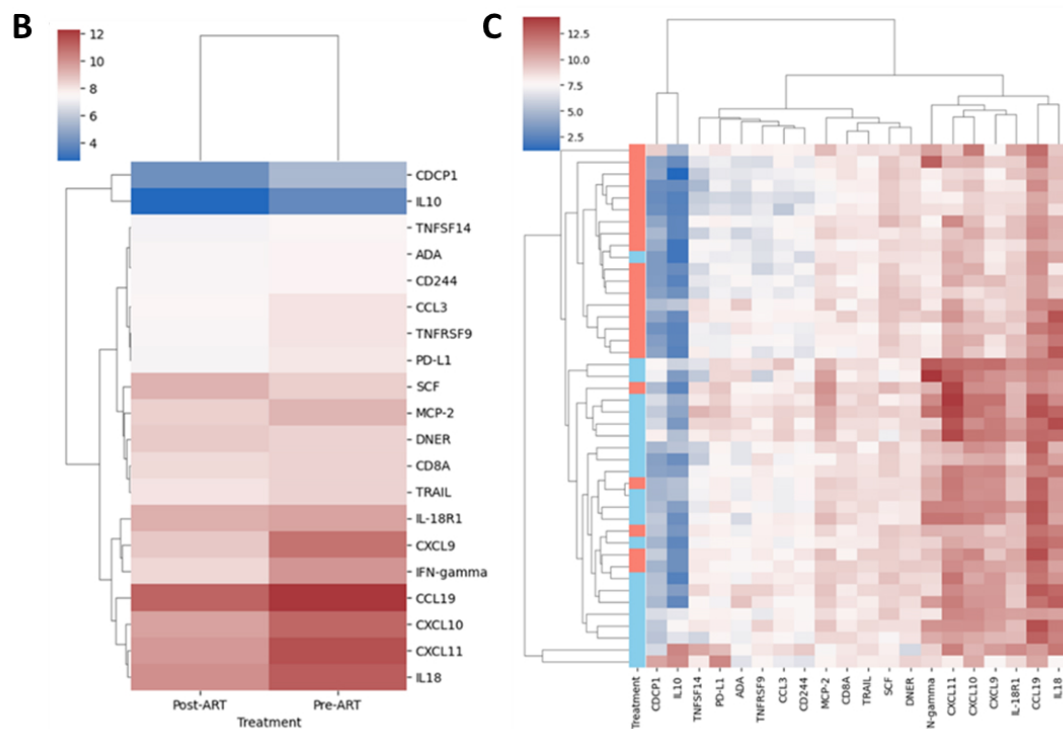 B
12
10
8
6
4
CDCP1
IL10
TNFSF14
ADA
CD244
CCL3
TNFRSF9
PD-L1
SCF
MCP-2
DNER
CD8A
TRAIL
IL-18R1
CXCL9
IFN-gamma
CCL19
CXCL10
CXCL11
IL18
Post-ART
Pre-ART
Treatment
C
12.5
10.0
7.5
5.0
2.5
Treatment
CDCP1
IL10
TNFSF14
PD-L1
ADA
TNFRSF9
CCL3
CD244
MCP-2
CD8A
TRAIL
SCF
DNER
N-gamma
CXCL11
CXCL10
CXCL9
IL-18R1
CCL19
IL18